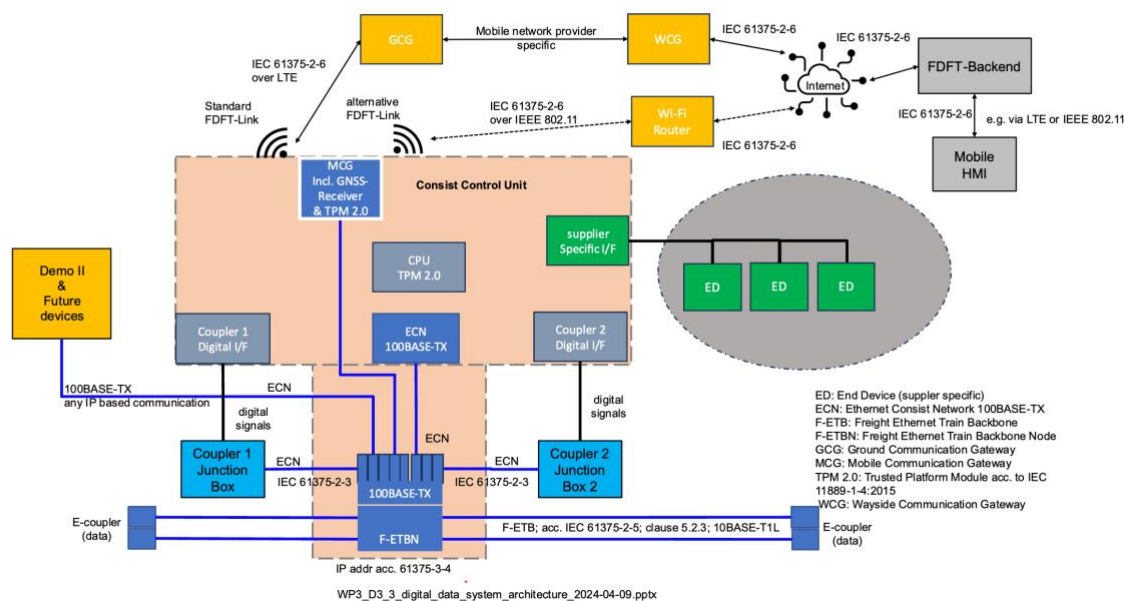 GCG
Mobile network provider
specific
WCG
IEC 61375-2-6
IEC 61375-2-6
IEC 61375-2-6
over LTE
Internet
FDFT-Backend
Standard
FDFT-Link
alternative
FDFT-Link
IEC 61375-2-6
over IEEE 802.11
Wi-Fi
Router
IEC 61375-2-6
IEC 61375-2-6
e.g. via LTE or IEEE 802.11
Mobile
HMI
MCG
Incl. GNSS-
Receiver
& TPM 2.0
Consist Control Unit
supplier
Specific I/F
CPU
TPM 2.0
ED
ED
ED
Demo II
&
Future
devices
Coupler 1
Digital I/F
ECN
100BASE-TX
Coupler 2
Digital I/F
100BASE-TX
any IP based communication
ECN
digital
signals
digital
signals
ECN
Coupler 1
Junction
Box
ECN
IEC 61375-2-3
ECN
IEC 61375-2-3
Coupler 2
Junction
Box 2
100BASE-TX
E-coupler
(data)
F-ETBN
F-ETB; acc. IEC 61375-2-5; clause 5.2.3; 10BASE-T1L
E-coupler
(data)
IP addr acc. 61375-3-4
ED: End Device (suppler specific)
ECN: Ethernet Consist Network 100BASE-TX
F-ETB: Freight Ethernet Train Backbone
F-ETBN: Freight Ethernet Train Backbone Node
GCG: Ground Communication Gateway
MCG: Mobile Communication Gateway
TPM 2.0: Trusted Platform Module acc. to IEC
11889-1-4:2015
WCG: Wayside Communication Gateway
WP3_D3_3_digital_data_system_architecture_2024-04-09.pptx